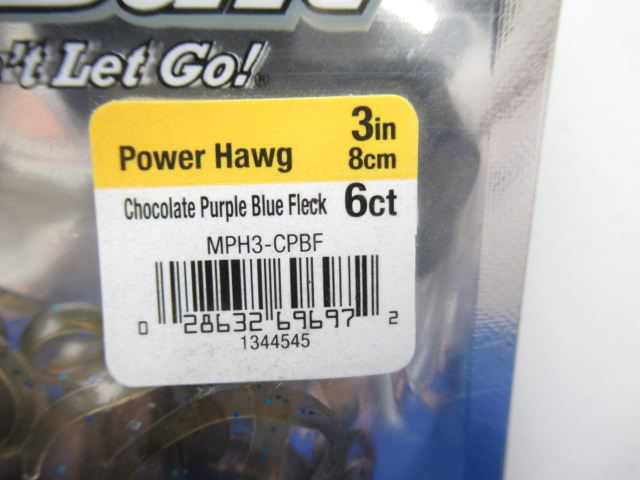 't Let Go!®
3in
Power Hawg 8cm
Chocolate Purple Blue Fleck 6ct
MPH3-CPBF
0 28632 69697 2
1344545